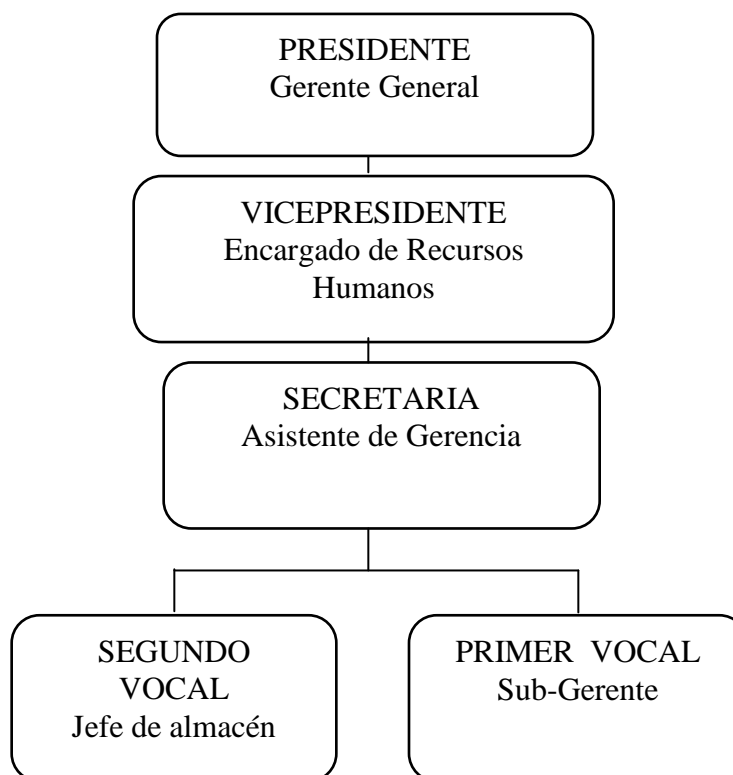 PRESIDENTE
Gerente General
VICEPRESIDENTE
Encargado de Recursos
Humanos
SECRETARIA
Asistente de Gerencia
SEGUNDO
VOCAL
Jefe de almacén
PRIMER VOCAL
Sub-Gerente